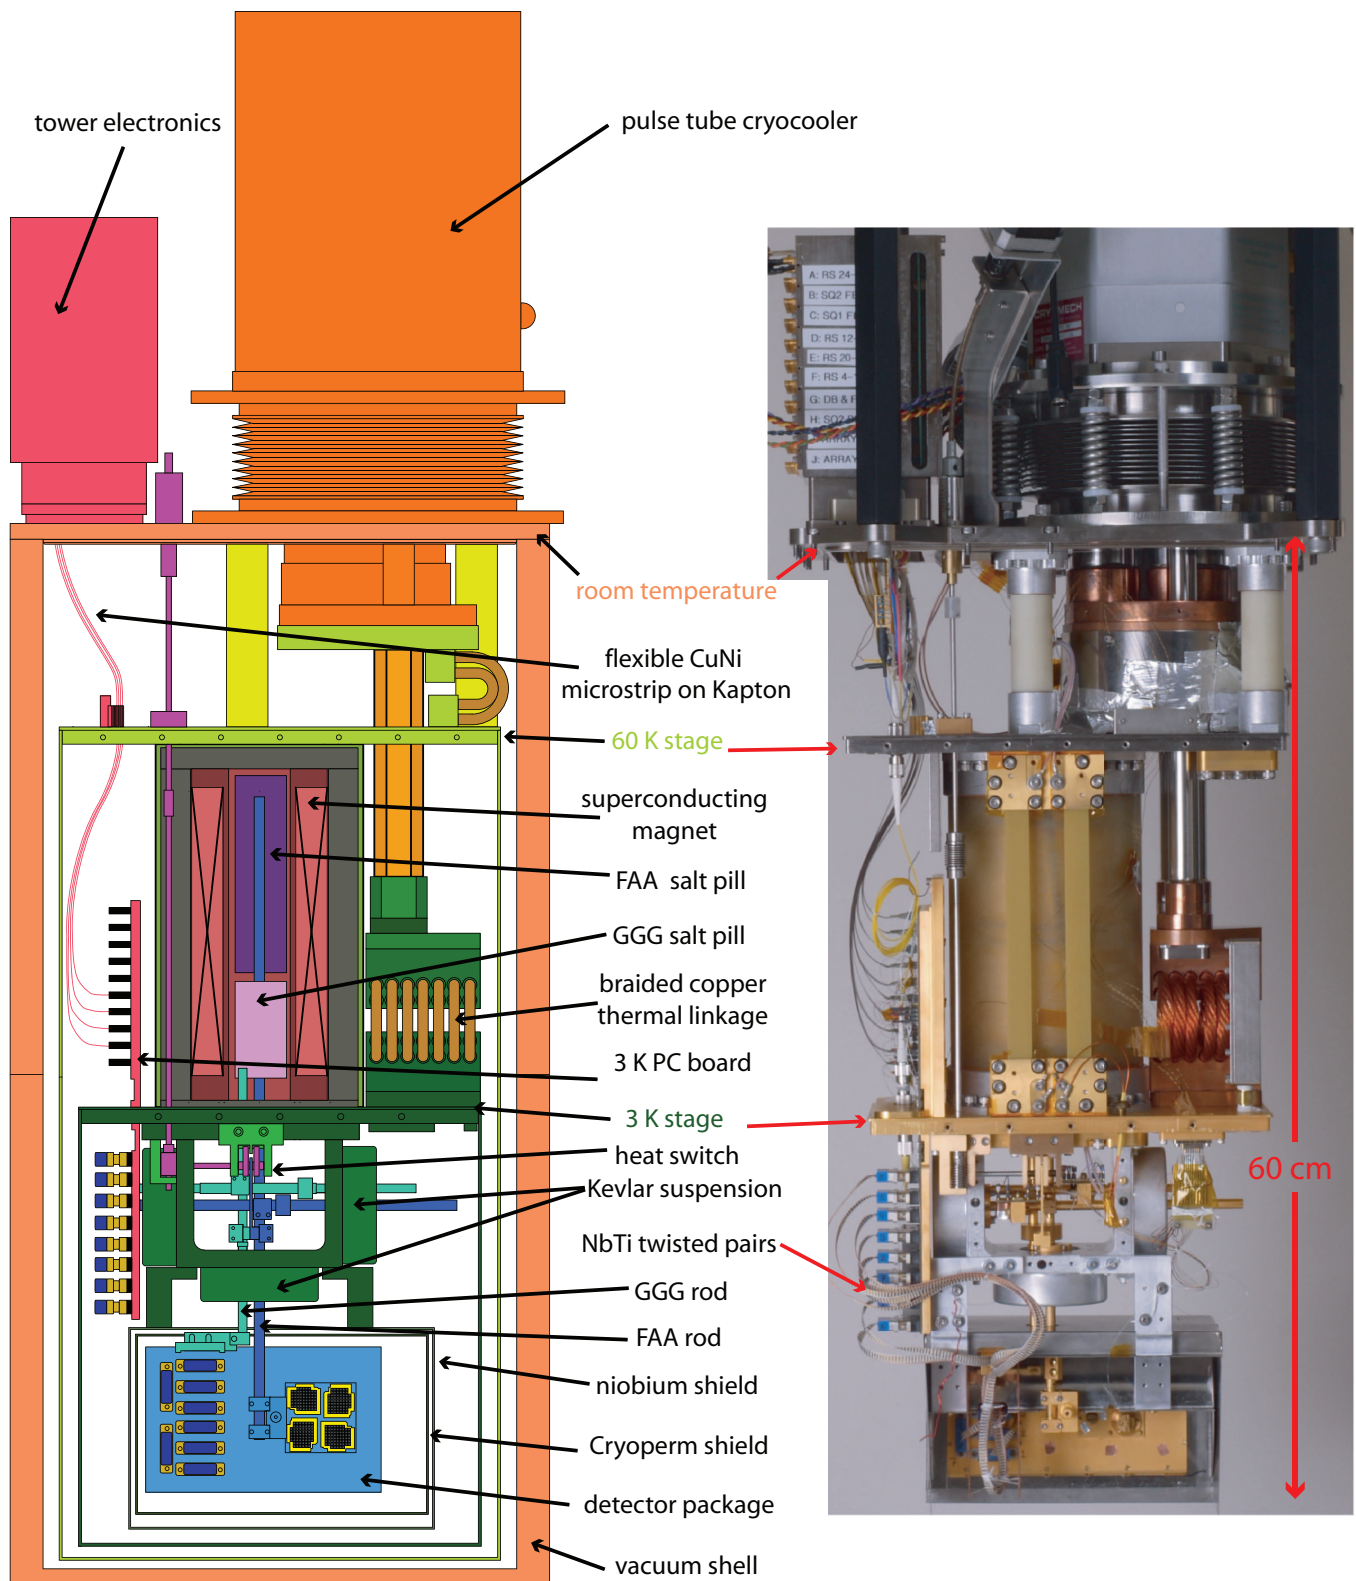 tower electronics
pulse tube cryocooler
room temperature
flexible CuNi
microstrip on Kapton
60 K stage
superconducting
magnet
FAA salt pill
GGG salt pill
braided copper
thermal linkage
3 K PC board
3 K stage
heat switch
Kevlar suspension
NbTi twisted pairs
GGG rod
FAA rod
niobium shield
Cryoperm shield
detector package
vacuum shell
A: RS 24-
B: SQ2 F
C: SQ1 F
D: RS 12-
E: RS 20-
F: RS 4-
G: DB &
H: SQ2
ARRAY
J: ARRAY
60 cm